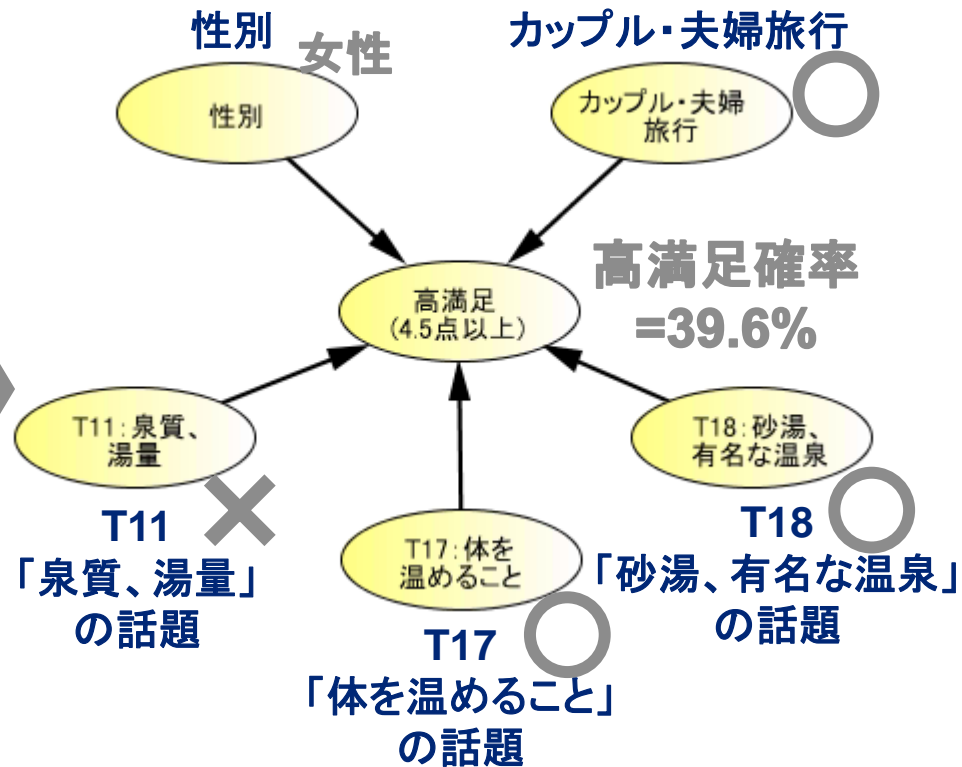 性別
カップル・夫婦旅行
女性
性別
カップル・夫婦
旅行
○
高満足確率
=39.6%
高満足
(4.5点以上)
T11:泉質、
湯量
T18:砂湯、
有名な温泉
×
T11
「泉質、湯量」
の話題
T17:体を
温めること
○
T18
「砂湯、有名な温泉」
の話題
○
T17
「体を温めること」
の話題